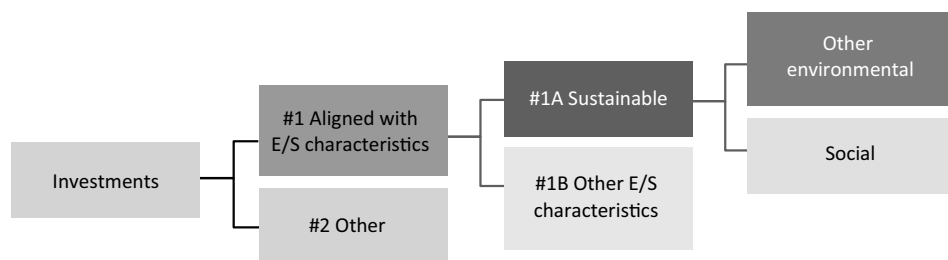 Investments
#1 Aligned with
E/S characteristics
#2 Other
#1A Sustainable
#1B Other E/S
characteristics
Other
environmental
Social